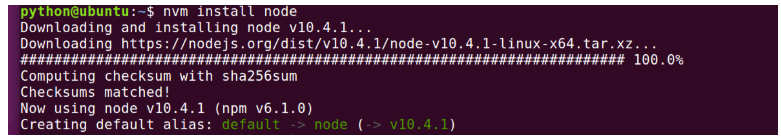 python@ubuntu:~$ nvm install node
Downloading and installing node v10.4.1...
Downloading https://nodejs.org/dist/v10.4.1/node-v10.4.1-linux-x64.tar.xz...
######################################################################## 100.0%
Computing checksum with sha256sum
Checksums matched!
Now using node v10.4.1 (npm v6.1.0)
Creating default alias: default -> node (-> v10.4.1)